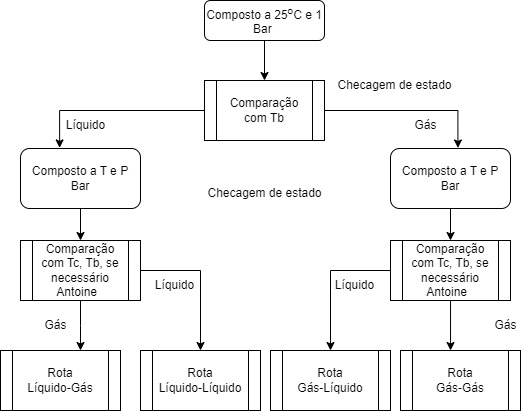 Composto a 25°C e 1
Bar
Checagem de estado
Comparação
com Tb
Líquido
Gás
Composto a T e P
Bar
Composto a T e P
Bar
Checagem de estado
Comparação
com Tc, Tb, se
necessário
Antoine
Comparação
com Tc, Tb, se
necessário
Antoine
Líquido
Líquido
Gás
Gás
Rota
Líquido-Gás
Rota
Líquido-Líquido
Rota
Gás-Líquido
Rota
Gás-Gás